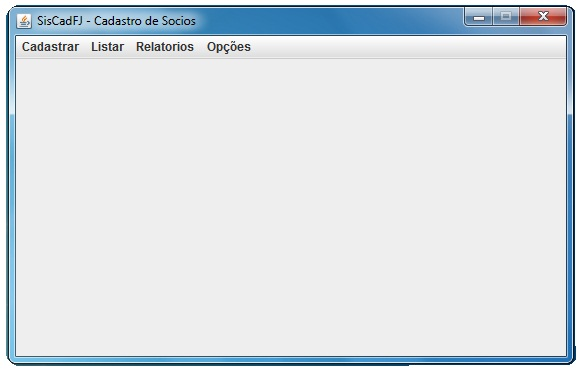 SisCadFJ - Cadastro de Socios
Cadastrar Listar Relatorios Opções